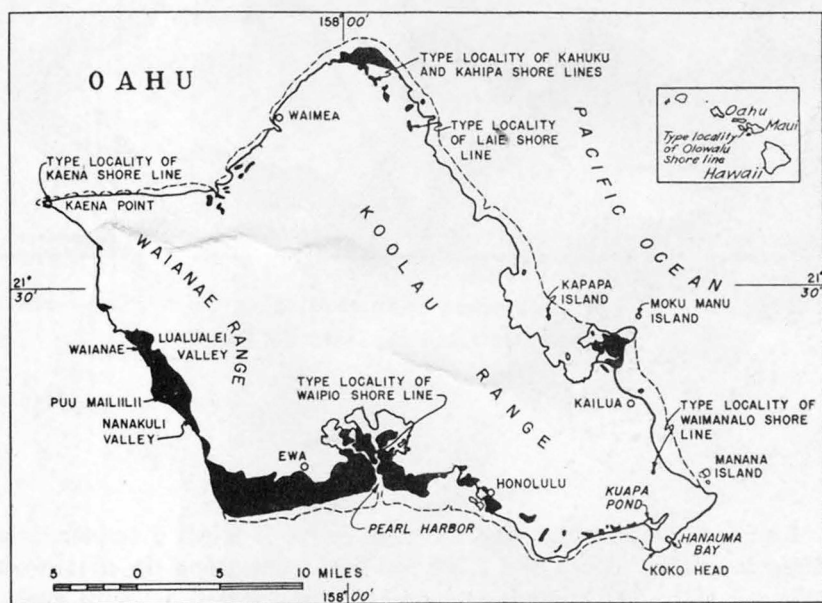 158°00'
OAHU
TYPE LOCALITY OF KAHUKU
AND KAHIPA SHORE LINES
WAIMEA
TYPE LOCALITY
OF LAIE SHORE
LINE
Oahu
Maui
Type locality
of Olowalu
Shore line
Hawaii
TYPE LOCALITY OF
KAENA SHORE LINE
KAENA POINT
PACIFIC OCEAN
KOOLAU
RANGE
WAIANAE RANGE
21°
30'
21°
30'
KAPAPA
ISLAND
MOKU MANU
ISLAND
LUALUALEI
VALLEY
WAIANAE
TYPE LOCALITY OF
WAIPIO SHORE LINE
PUU MAILIILII
NANAKULI
VALLEY
KAILUA
TYPE LOCALITY OF
WAIMANALO SHORE
LINE
EWA
MANANA
ISLAND
HONOLULU
KUAPA
POND
PEARL HARBOR
HANAUMA
BAY
KOKO HEAD
5 0 5 10 MILES
158°00'